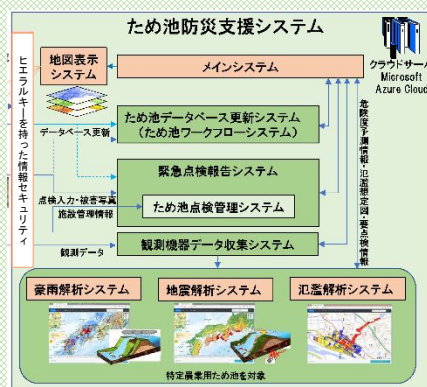 ため池防災支援システム
地図表示
システム
メインシステム
クラウドサーバ
Microsoft
Azure Cloud
ヒエラルキーを持った情報セキュリティ
データベース更新
ため池データベース更新システム
(ため池ワークフローシステム)
緊急点検報告システム
点検入力・被害写真
施設管理情報
ため池点検管理システム
観測データ
観測機器データ収集システム
危険度予測情報・氾濫想定図・要点検情報
豪雨解析システム
地震解析システム
氾濫解析システム
特定農業用ため池を対象